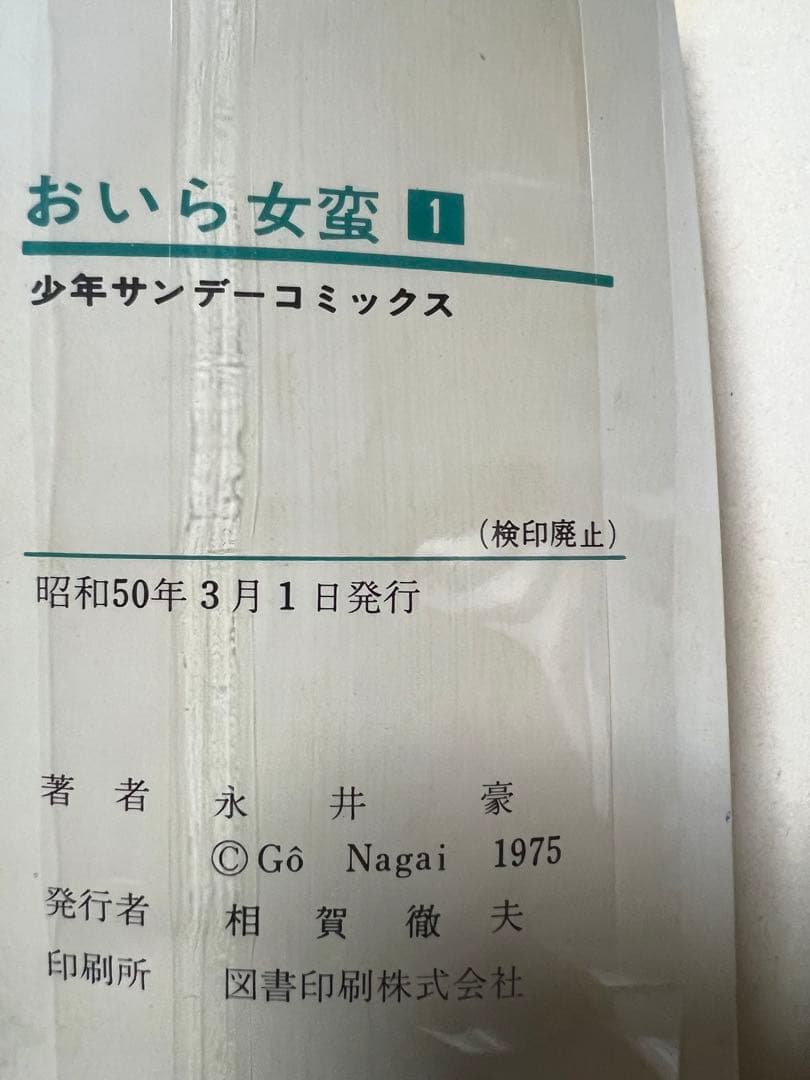 おいら女蛮 1
少年サンデーコミックス
（検印廃止）
昭和50年3月1日発行
著者 永井豪
©Gô Nagai 1975
発行者 相賀徹夫
印刷所 図書印刷株式会社